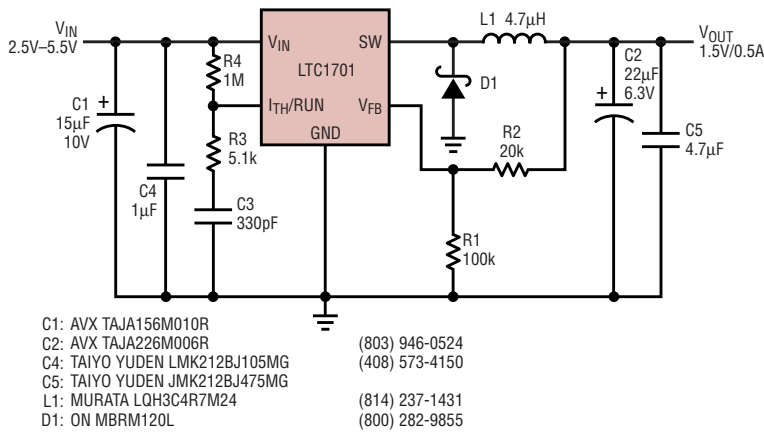 VIN
2.5V–5.5V
C1
15µF
10V
+
C4
1µF
R4
1M
R3
5.1k
C3
330pF
VIN
SW
LTC1701
ITH/RUN
VFB
GND
D1
L1 4.7µH
R2
20k
R1
100k
C2
22µF
6.3V
+
C5
4.7µF
VOUT
1.5V/0.5A
C1: AVX TAJA156M010R
C2: AVX TAJA226M006R (803) 946-0524
C4: TAIYO YUDEN LMK212BJ105MG (408) 573-4150
C5: TAIYO YUDEN JMK212BJ475MG
L1: MURATA LQH3C4R7M24 (814) 237-1431
D1: ON MBRM120L (800) 282-9855